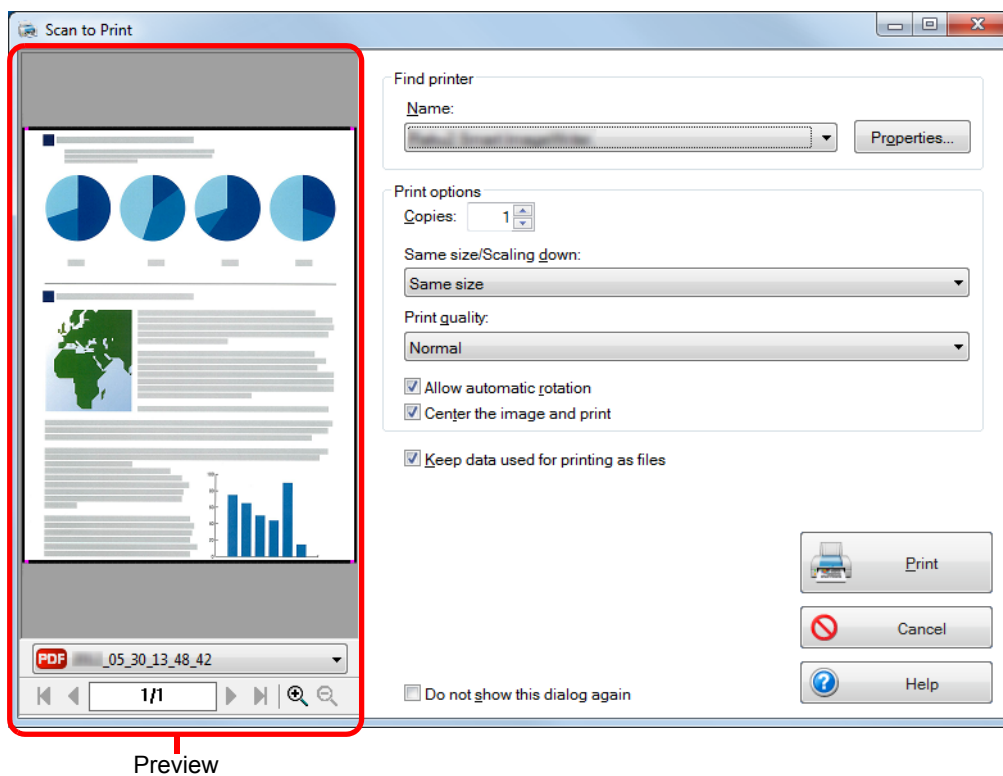 Scan to Print
Find printer
Name:
Properties...
Print options
Copies: 1
Same size/Scaling down:
Same size
Print quality:
Normal
Allow automatic rotation
Center the image and print
Keep data used for printing as files
Print
Cancel
Help
Do not show this dialog again
PDF _05_30_13_48_42
1/1
Preview